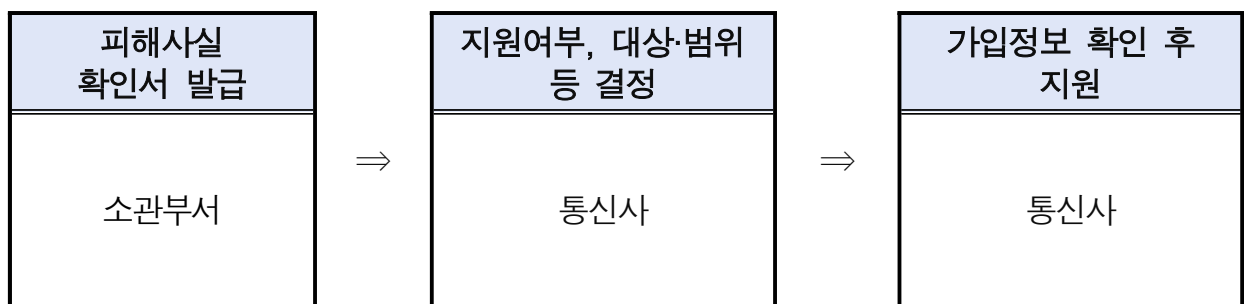 피해사실
확인서 발급
지원여부, 대상·범위
등 결정
가입정보 확인 후
지원
⇒
⇒
소관부서
통신사
통신사